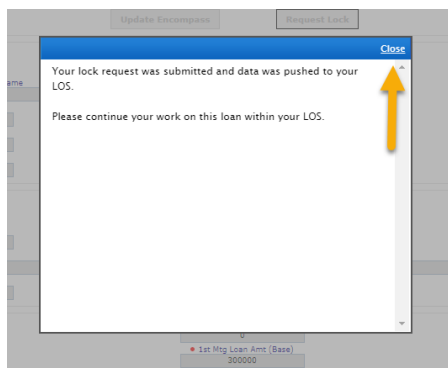 Update Encompass Request Lock
Close
Your lock request was submitted and data was pushed to your
LOS.
Please continue your work on this loan within your LOS.
ame
0
* 1st Mtg Loan Amt (Base)
300000